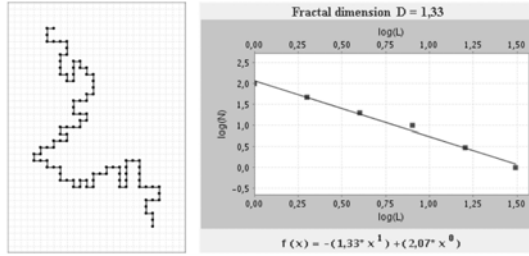 Fractal dimension D = 1,33
log(L)
0,00 0,25 0,50 0,75 1,00 1,25 1,50
2,5
2,0
1,5
1,0
0,5
0,0
-0,5
log(N)
0,00 0,25 0,50 0,75 1,00 1,25 1,50
log(L)
f (x) = -(1,33* x 1) +(2,07* x 0)